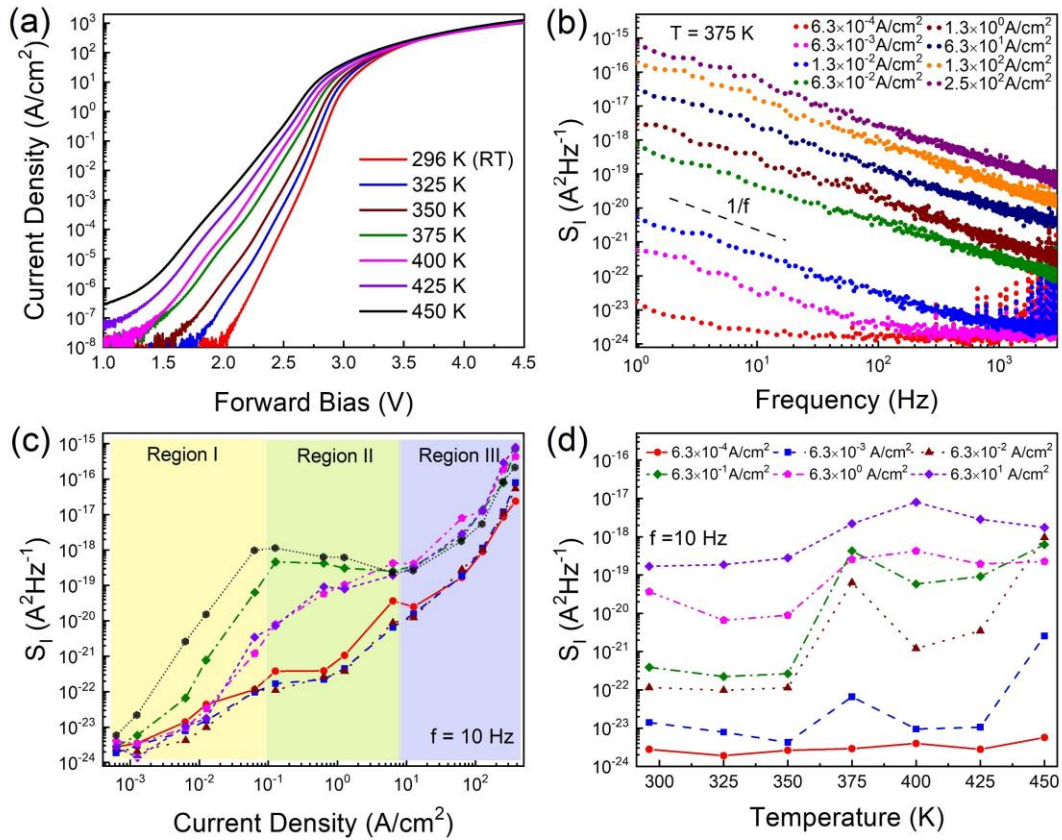 (a)
10³
10²
10¹
10⁰
10⁻¹
10⁻²
10⁻³
10⁻⁴
10⁻⁵
10⁻⁶
10⁻⁷
10⁻⁸
Current Density (A/cm²)
296 K (RT)
325 K
350 K
375 K
400 K
425 K
450 K
1.0 1.5 2.0 2.5 3.0 3.5 4.0 4.5
Forward Bias (V)
(b)
T = 375 K
6.3×10⁻⁴A/cm² 1.3×10⁰A/cm²
6.3×10⁻³A/cm² 6.3×10¹A/cm²
1.3×10⁻²A/cm² 1.3×10²A/cm²
6.3×10⁻²A/cm² 2.5×10²A/cm²
10⁻¹⁵
10⁻¹⁶
10⁻¹⁷
10⁻¹⁸
10⁻¹⁹
10⁻²⁰
10⁻²¹
10⁻²²
10⁻²³
10⁻²⁴
S_I (A²Hz⁻¹)
1/f
10⁰ 10¹ 10² 10³
Frequency (Hz)
(c)
Region I Region II Region III
10⁻¹⁵
10⁻¹⁶
10⁻¹⁷
10⁻¹⁸
10⁻¹⁹
10⁻²⁰
10⁻²¹
10⁻²²
10⁻²³
10⁻²⁴
S_I (A²Hz⁻¹)
f = 10 Hz
10⁻³ 10⁻² 10⁻¹ 10⁰ 10¹ 10²
Current Density (A/cm²)
(d)
6.3×10⁻⁴A/cm² 6.3×10⁻³ A/cm² 6.3×10⁻² A/cm²
6.3×10⁻¹A/cm² 6.3×10⁰ A/cm² 6.3×10¹ A/cm²
10⁻¹⁵
10⁻¹⁶
10⁻¹⁷
10⁻¹⁸
10⁻¹⁹
10⁻²⁰
10⁻²¹
10⁻²²
10⁻²³
10⁻²⁴
S_I (A²Hz⁻¹)
f =10 Hz
300 325 350 375 400 425 450
Temperature (K)